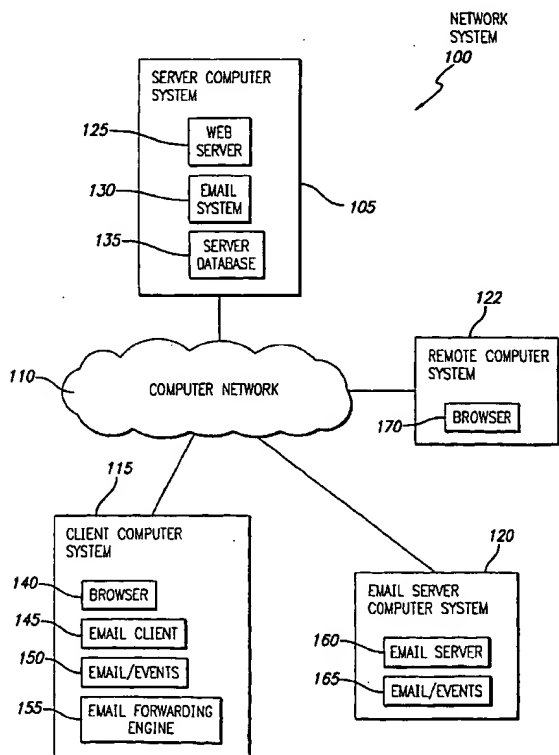 NETWORK
SYSTEM
100
SERVER COMPUTER
SYSTEM
125
WEB
SERVER
130
EMAIL
SYSTEM
105
135
SERVER
DATABASE
122
REMOTE COMPUTER
SYSTEM
110
COMPUTER NETWORK
170
BROWSER
115
CLIENT COMPUTER
SYSTEM
120
140
BROWSER
EMAIL SERVER
COMPUTER SYSTEM
145
EMAIL CLIENT
160
EMAIL SERVER
150
EMAIL/EVENTS
165
EMAIL/EVENTS
155
EMAIL FORWARDING
ENGINE